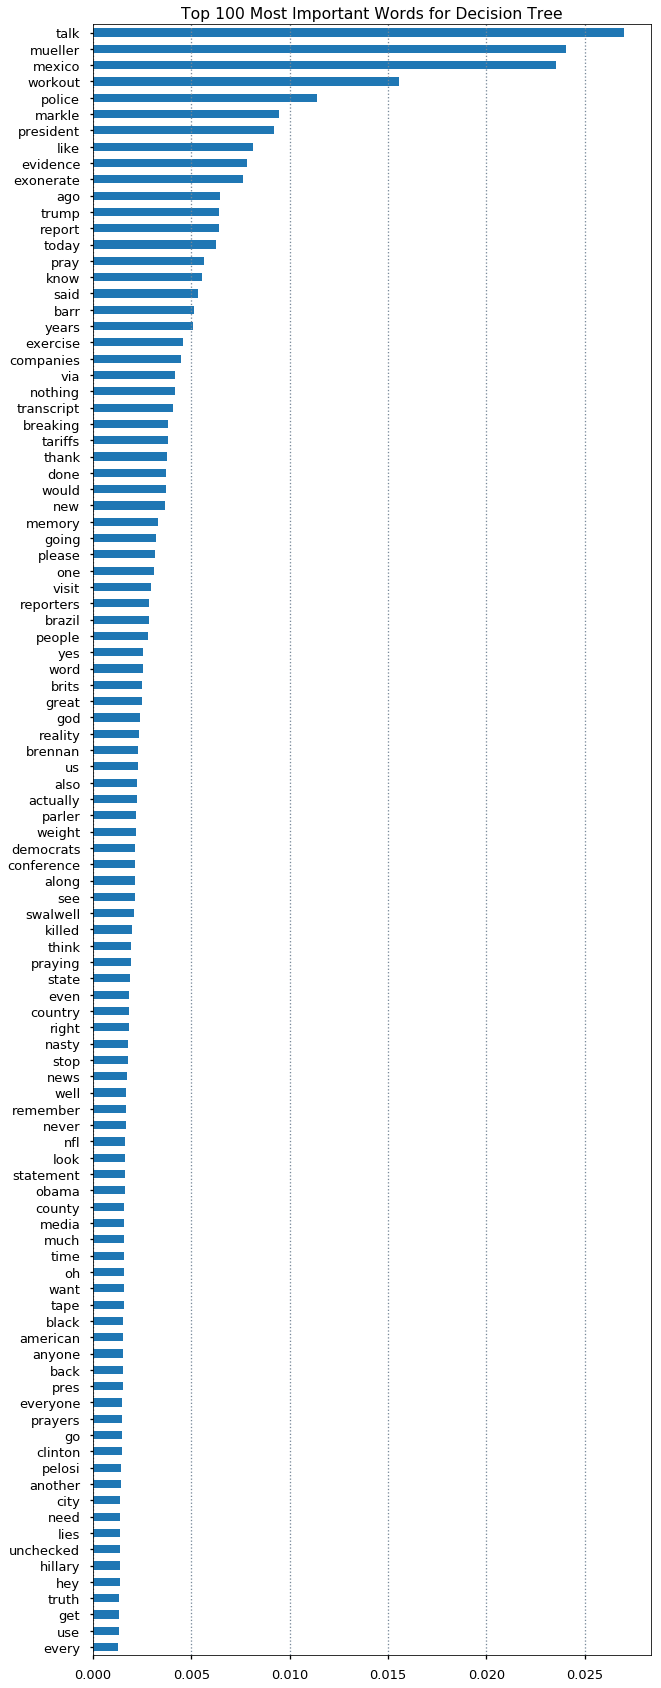 Top 100 Most Important Words for Decision Tree
talk
mueller
mexico
workout
police
markle
president
like
evidence
exonerate
ago
trump
report
today
pray
know
said
barr
years
exercise
companies
via
nothing
transcript
breaking
tariffs
thank
done
would
new
memory
going
please
one
visit
reporters
brazil
people
yes
word
brits
great
god
reality
brennan
us
also
actually
parler
weight
democrats
conference
along
see
swalwell
killed
think
praying
state
even
country
right
nasty
stop
news
well
remember
never
nfl
look
statement
obama
county
media
much
time
oh
want
tape
black
american
anyone
back
pres
everyone
prayers
go
clinton
pelosi
another
city
need
lies
unchecked
hillary
hey
truth
get
use
every
0.000 0.005 0.010 0.015 0.020 0.025